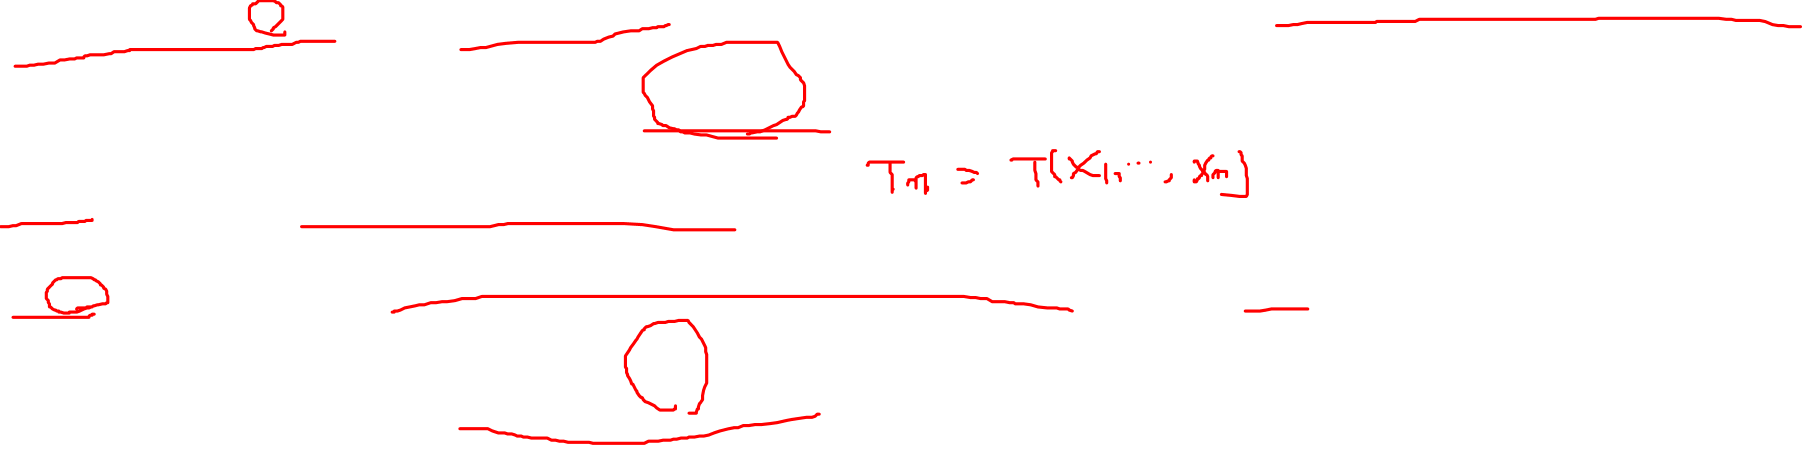 Tn = T(X1, ..., Xn)